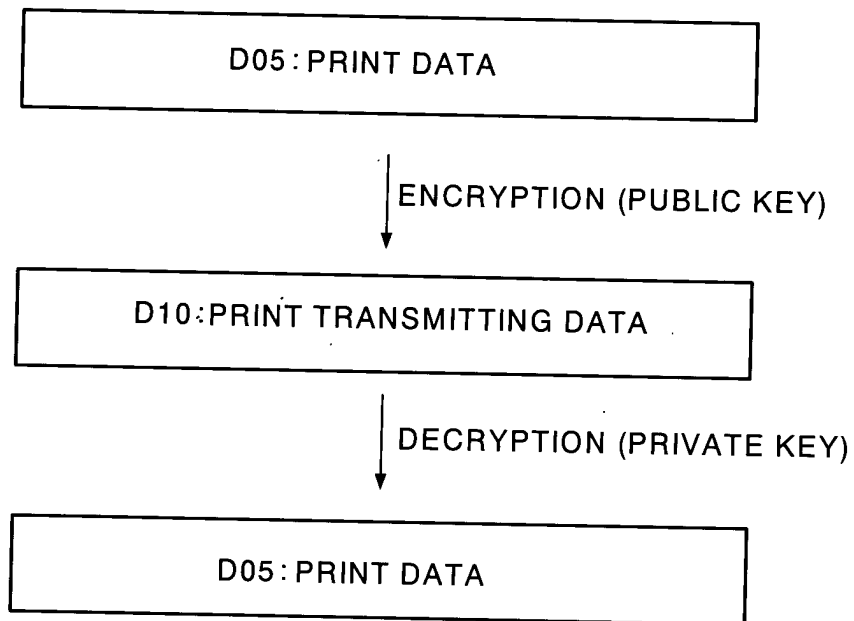 D05: PRINT DATA
ENCRYPTION (PUBLIC KEY)
D10: PRINT TRANSMITTING DATA
DECRYPTION (PRIVATE KEY)
D05: PRINT DATA